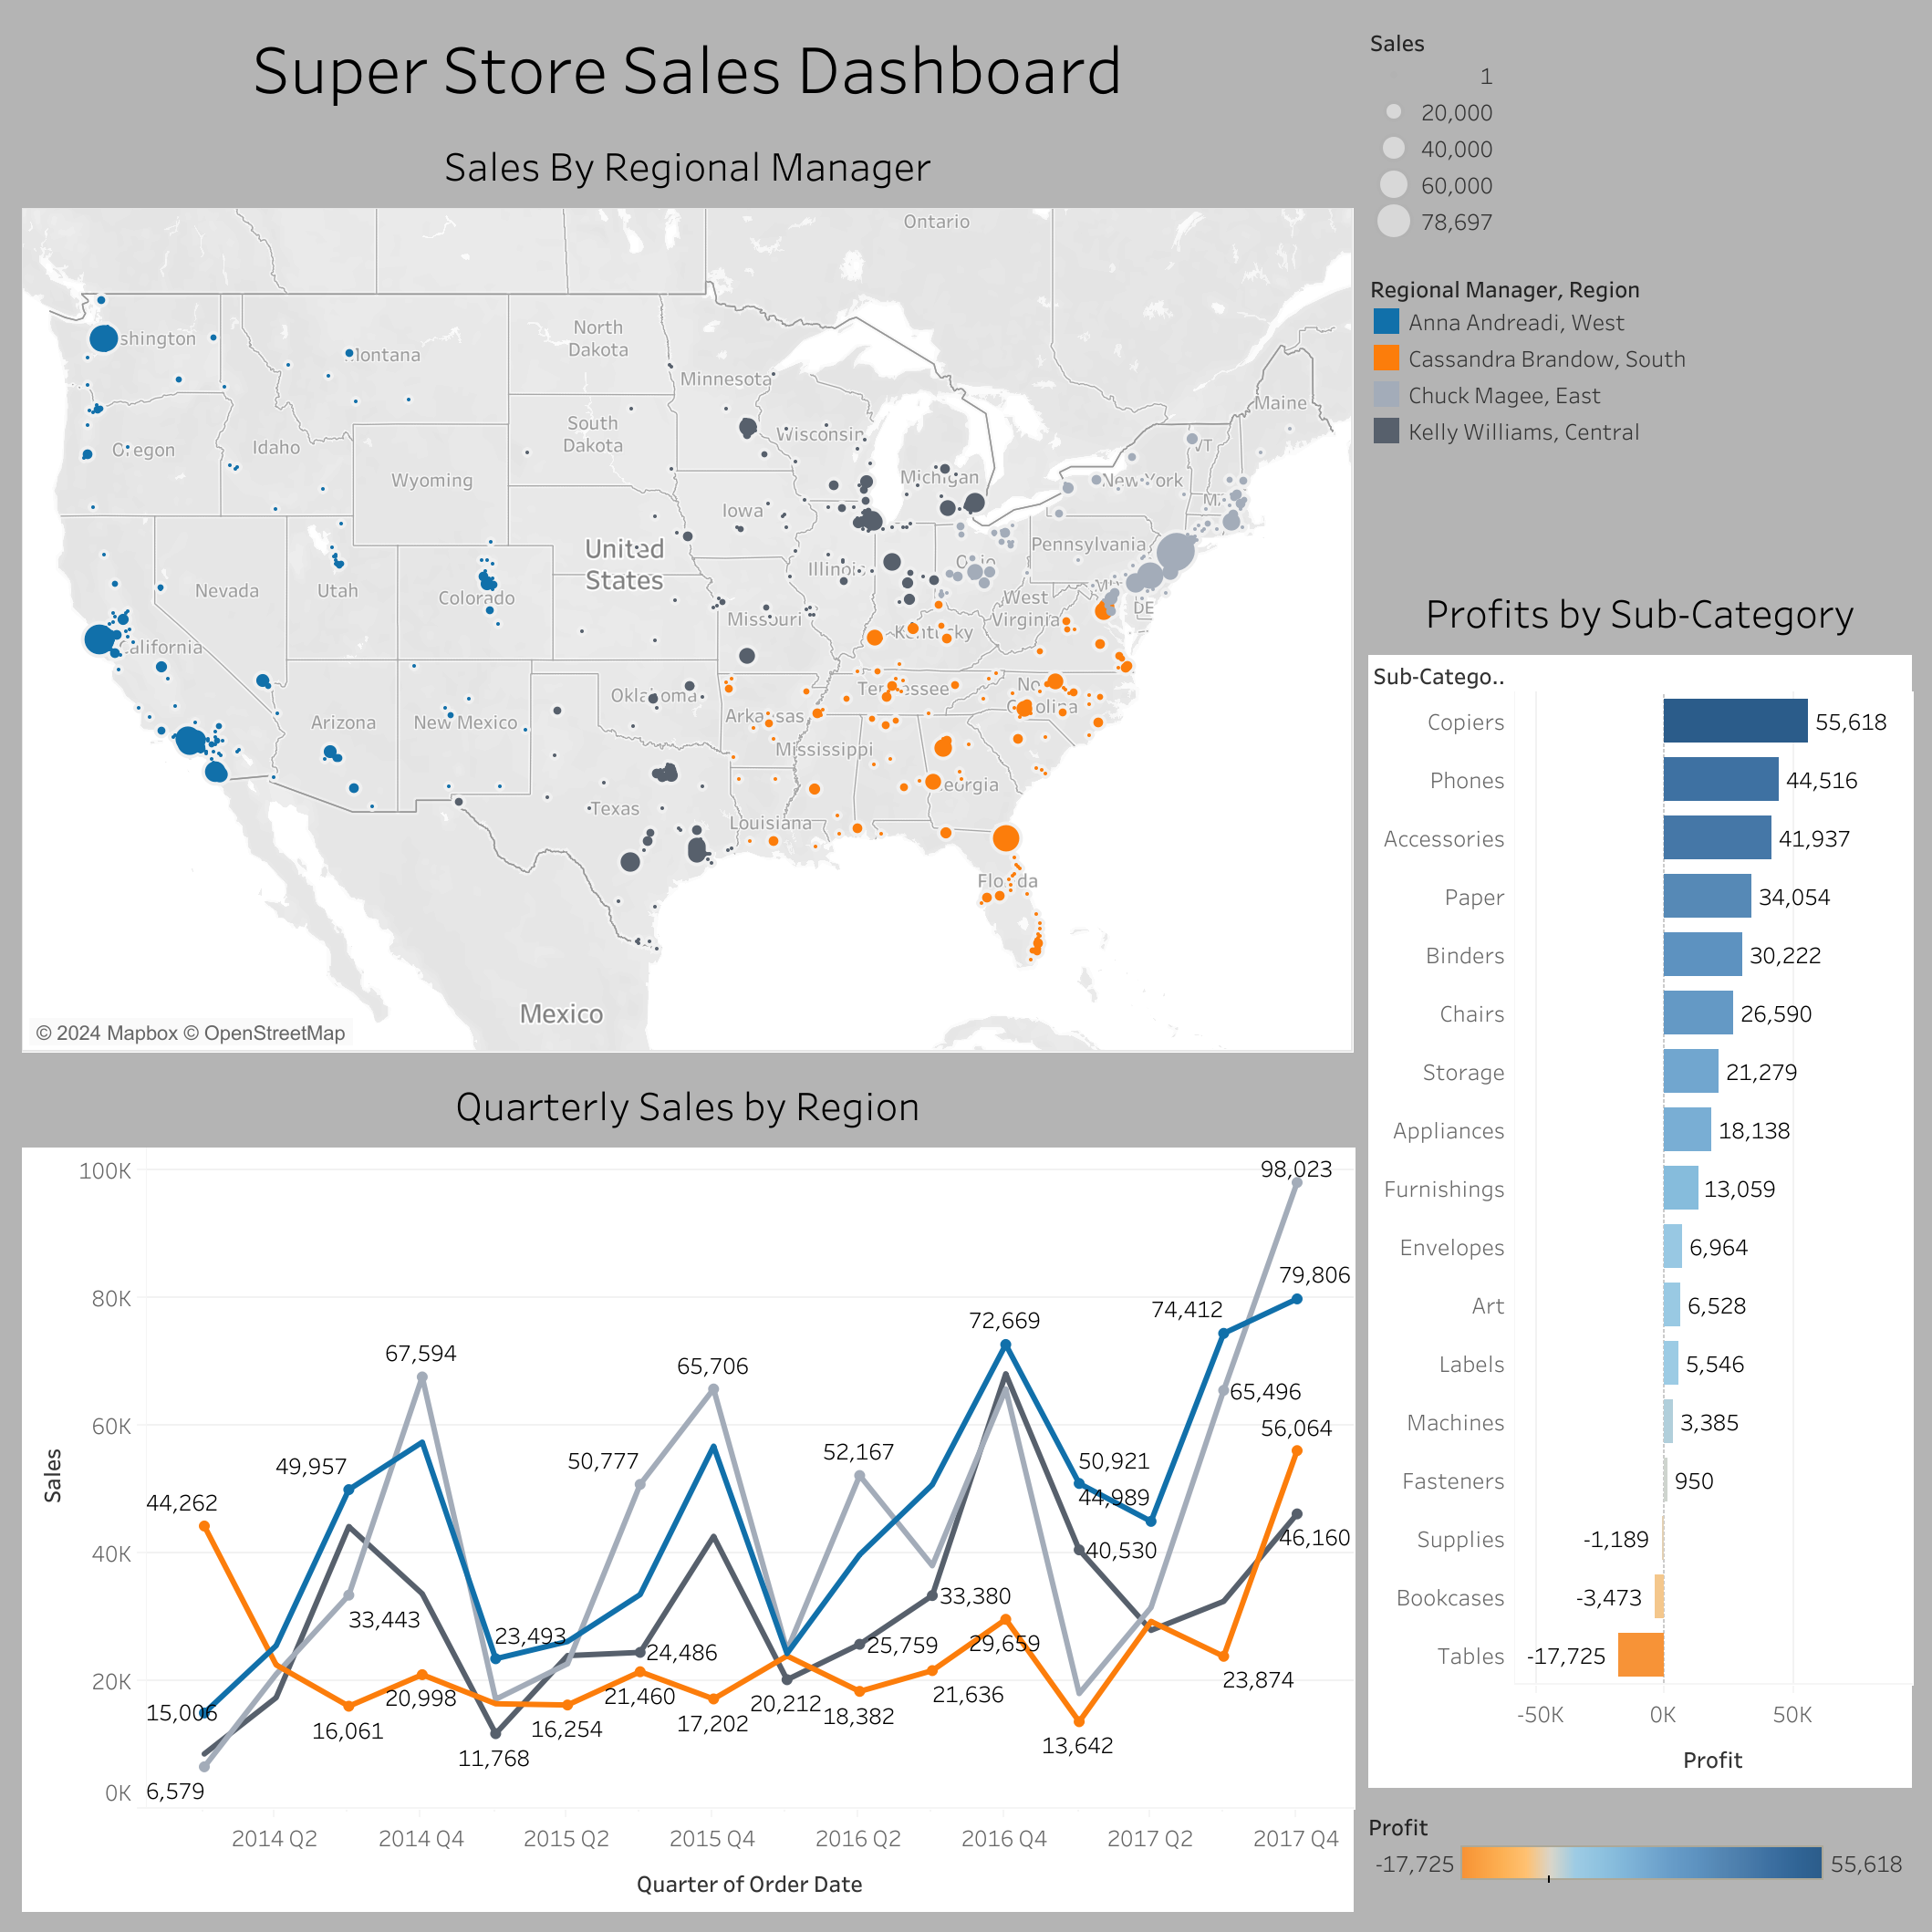 Super Store Sales Dashboard
Sales By Regional Manager
Ontario
North
Dakota
Minnesota
Maine
South
Dakota
Wisconsin
Oregon
Idaho
VT
Wyoming
Michigan
New York
Iowa
United
States
Pennsylvania
Illinois
Nevada
Utah
Colorado
West
Virginia
DE
Missouri
California
Kentucky
Oklahoma
Tennessee
Arizona
New Mexico
Arkansas
Mississippi
Texas
Louisiana
Mexico
© 2024 Mapbox © OpenStreetMap
Sales
1
20,000
40,000
60,000
78,697
Regional Manager, Region
Anna Andreadi, West
Cassandra Brandow, South
Chuck Magee, East
Kelly Williams, Central
Quarterly Sales by Region
100K
80K
60K
40K
20K
0K
Sales
98,023
79,806
74,412
72,669
67,594
65,706
65,496
56,064
52,167
50,921
50,777
49,957
44,989
44,262
46,160
40,530
33,443
33,380
23,493
24,486
25,759
29,659
23,874
15,006
20,998
21,460
20,212
21,636
16,061
16,254
17,202
18,382
11,768
13,642
6,579
2014 Q2
2014 Q4
2015 Q2
2015 Q4
2016 Q2
2016 Q4
2017 Q2
2017 Q4
Quarter of Order Date
Profits by Sub-Category
Sub-Catego..
Copiers 55,618
Phones 44,516
Accessories 41,937
Paper 34,054
Binders 30,222
Chairs 26,590
Storage 21,279
Appliances 18,138
Furnishings 13,059
Envelopes 6,964
Art 6,528
Labels 5,546
Machines 3,385
Fasteners 950
Supplies -1,189
Bookcases -3,473
Tables -17,725
-50K 0K 50K
Profit
Profit
-17,725 55,618